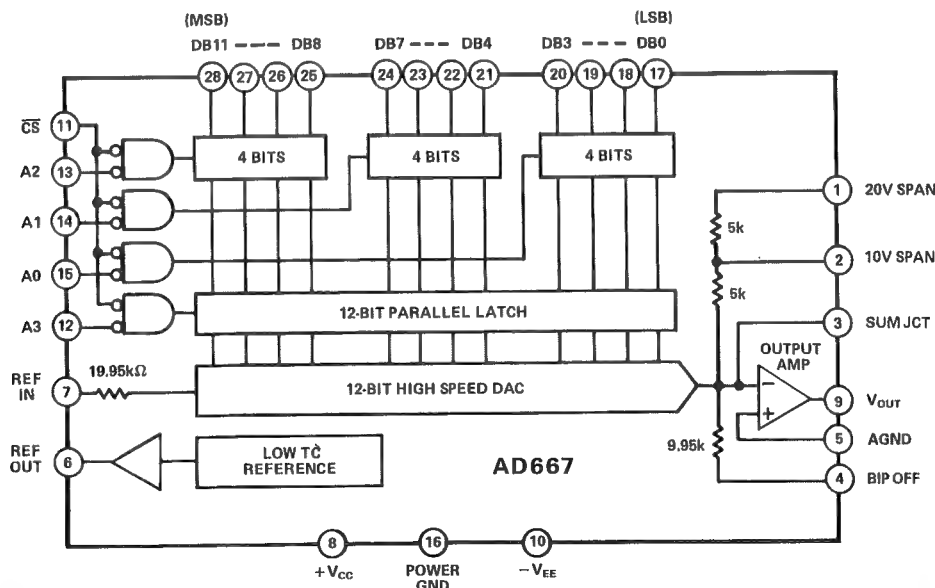 (MSB) (LSB)
DB11 ---- DB8 DB7 ---- DB4 DB3 ---- DB0
28 27 26 25 24 23 22 21 20 19 18 17
C̅S̅ 11
A2 13
A1 14
A0 15
A3 12
4 BITS 4 BITS 4 BITS
12-BIT PARALLEL LATCH
REF IN 7 19.95kΩ
12-BIT HIGH SPEED DAC
REF OUT 6
LOW TC REFERENCE
AD667
5k
5k
9.95k
OUTPUT AMP
−
+
1 20V SPAN
2 10V SPAN
3 SUM JCT
9 VOUT
5 AGND
4 BIP OFF
8 16 10
+VCC POWER GND −VEE